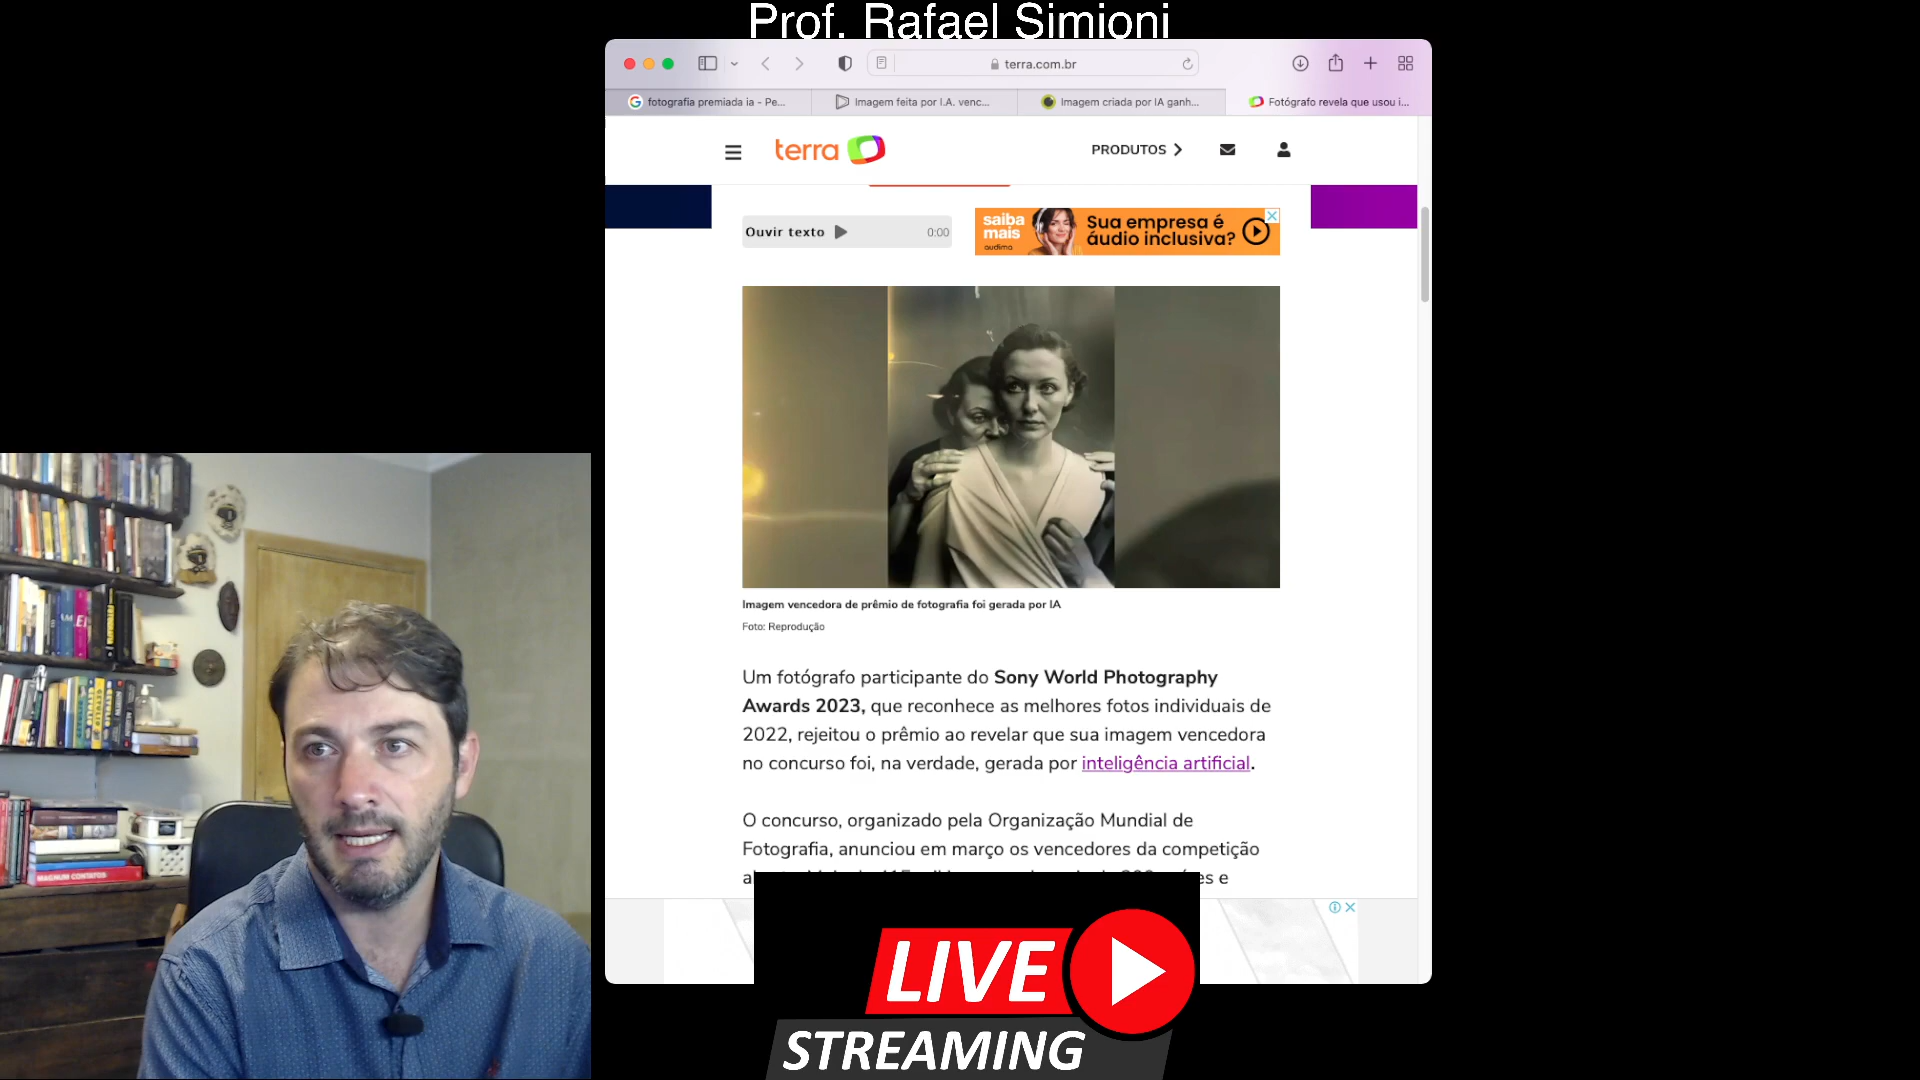 Prof. Rafael Simioni
terra.com.br
fotografia premiada ia - Pe...
Imagem feita por I.A. venc...
Imagem criada por IA ganh...
Fotógrafo revela que usou i...
terra
PRODUTOS
Ouvir texto
0:00
saiba
mais
audima
Sua empresa é
áudio inclusiva?
Imagem vencedora de prêmio de fotografia foi gerada por IA
Foto: Reprodução
Um fotógrafo participante do Sony World Photography
Awards 2023, que reconhece as melhores fotos individuais de
2022, rejeitou o prêmio ao revelar que sua imagem vencedora
no concurso foi, na verdade, gerada por inteligência artificial.
O concurso, organizado pela Organização Mundial de
Fotografia, anunciou em março os vencedores da competição
MAGNUM CONTATOS
LIVE
STREAMING